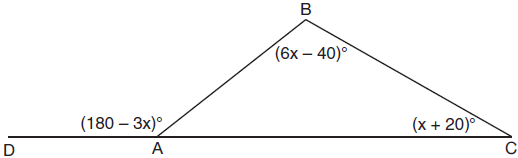 B
(6x – 40)°
(180 – 3x)° (x + 20)°
D A C